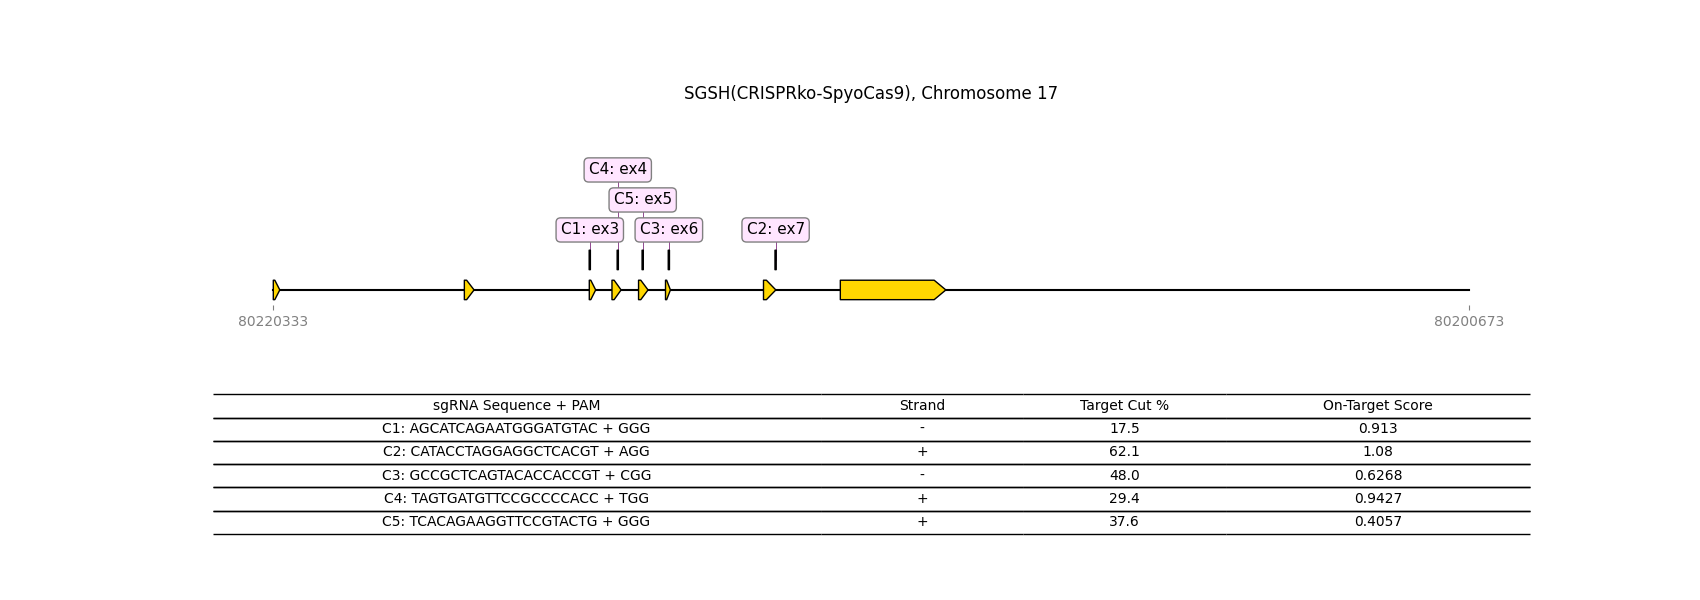 SGSH(CRISPRko-SpyoCas9), Chromosome 17
C4: ex4
C5: ex5
C1: ex3 C3: ex6 C2: ex7
80220333 80200673
sgRNA Sequence + PAM Strand Target Cut % On-Target Score
C1: AGCATCAGAATGGGATGTAC + GGG - 17.5 0.913
C2: CATACCTAGGAGGCTCACGT + AGG + 62.1 1.08
C3: GCCGCTCAGTACACCACCGT + CGG - 48.0 0.6268
C4: TAGTGATGTTCCGCCCCACC + TGG + 29.4 0.9427
C5: TCACAGAAGGTTCCGTACTG + GGG + 37.6 0.4057